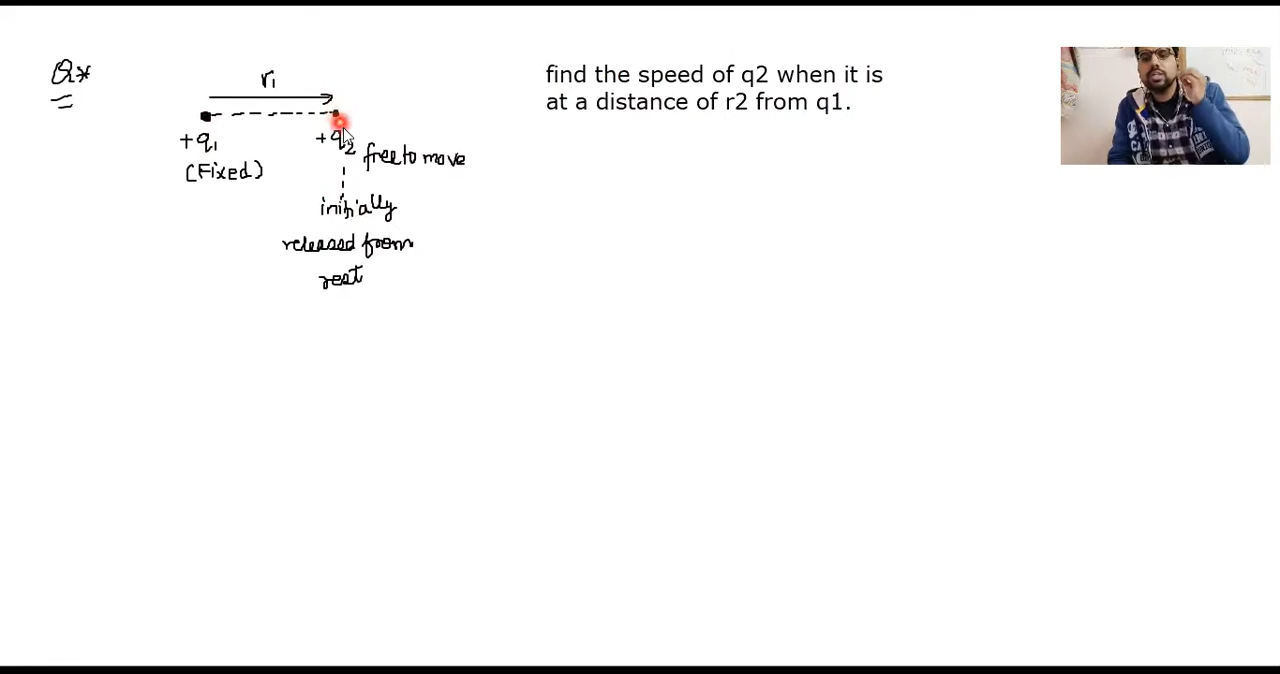 Q*
r₁
+q₁
(Fixed)
+q₂ free to move
initially
released from
rest
find the speed of q2 when it is
at a distance of r2 from q1.